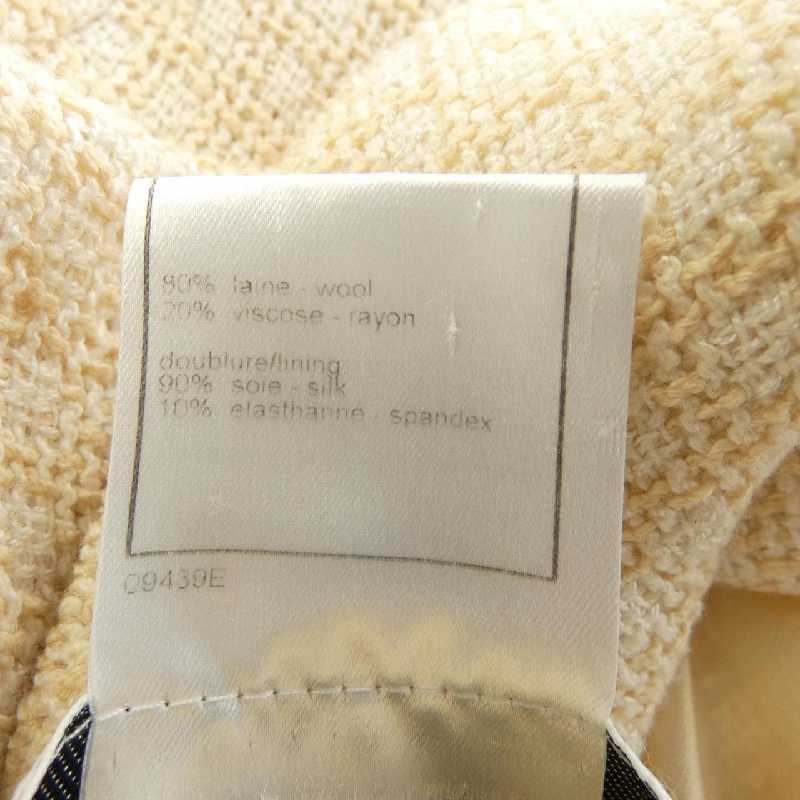 80% laine - wool
20% viscose - rayon
doublure/lining
90% soie - silk
10% elasthanne - spandex
09439E